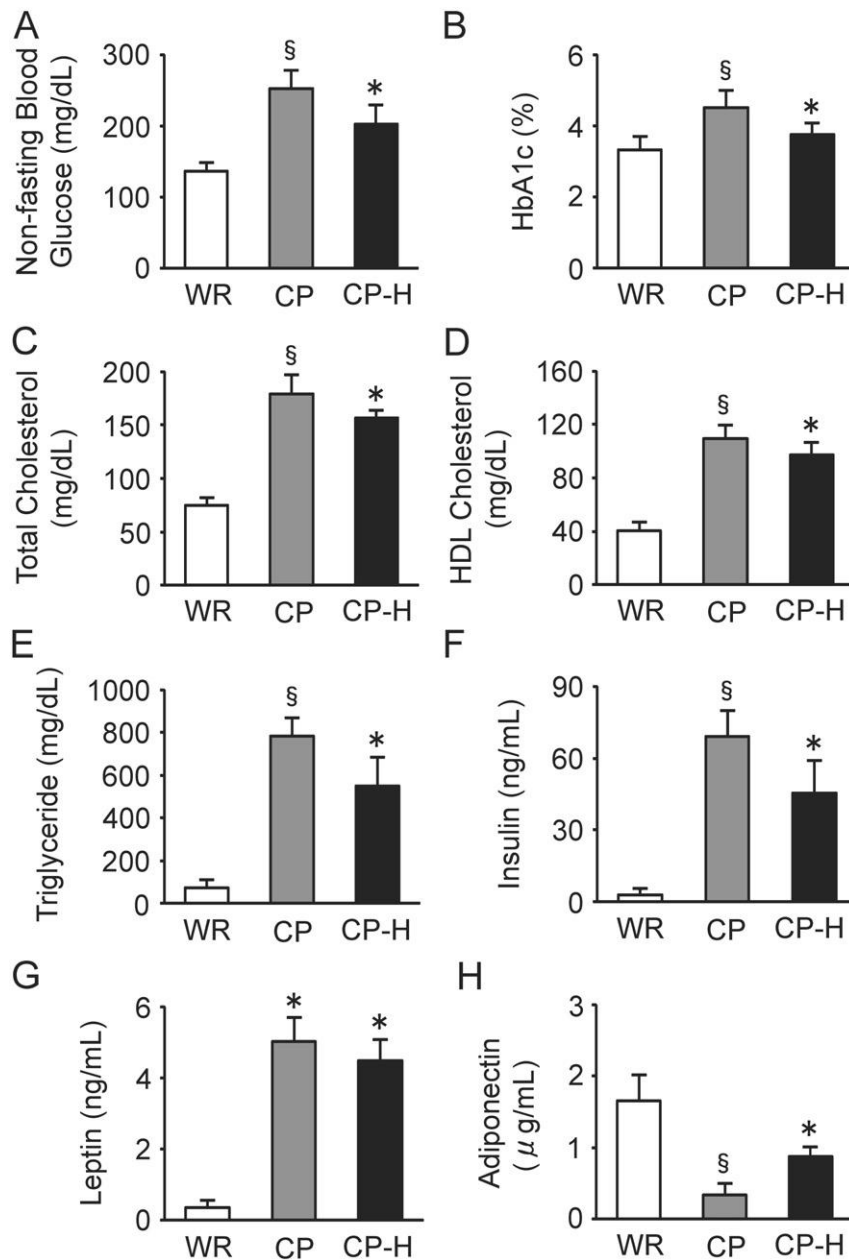 A
Non-fasting Blood
Glucose (mg/dL)
300
200
100
0
§
*
WR CP CP-H
B
HbA1c (%)
6
4
2
0
§
*
WR CP CP-H
C
Total Cholesterol
(mg/dL)
200
150
100
50
0
§
*
WR CP CP-H
D
HDL Cholesterol
(mg/dL)
160
120
80
40
0
§
*
WR CP CP-H
E
Triglyceride (mg/dL)
1000
800
600
400
200
0
§
*
WR CP CP-H
F
Insulin (ng/mL)
90
60
30
0
§
*
WR CP CP-H
G
Leptin (ng/mL)
6
4
2
0
*
*
WR CP CP-H
H
Adiponectin
(μ g/mL)
3
2
1
0
§
*
WR CP CP-H